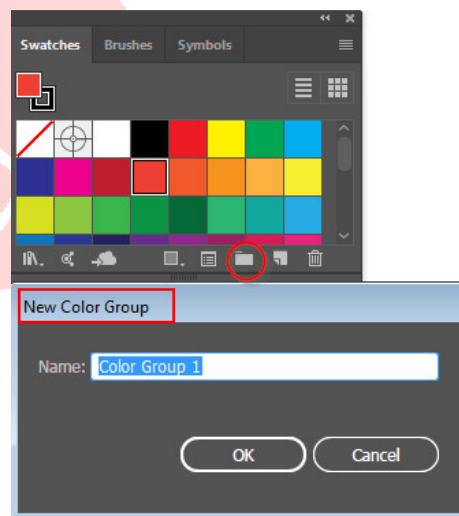 Swatches Brushes Symbols
New Color Group
Name: Color Group 1
OK Cancel